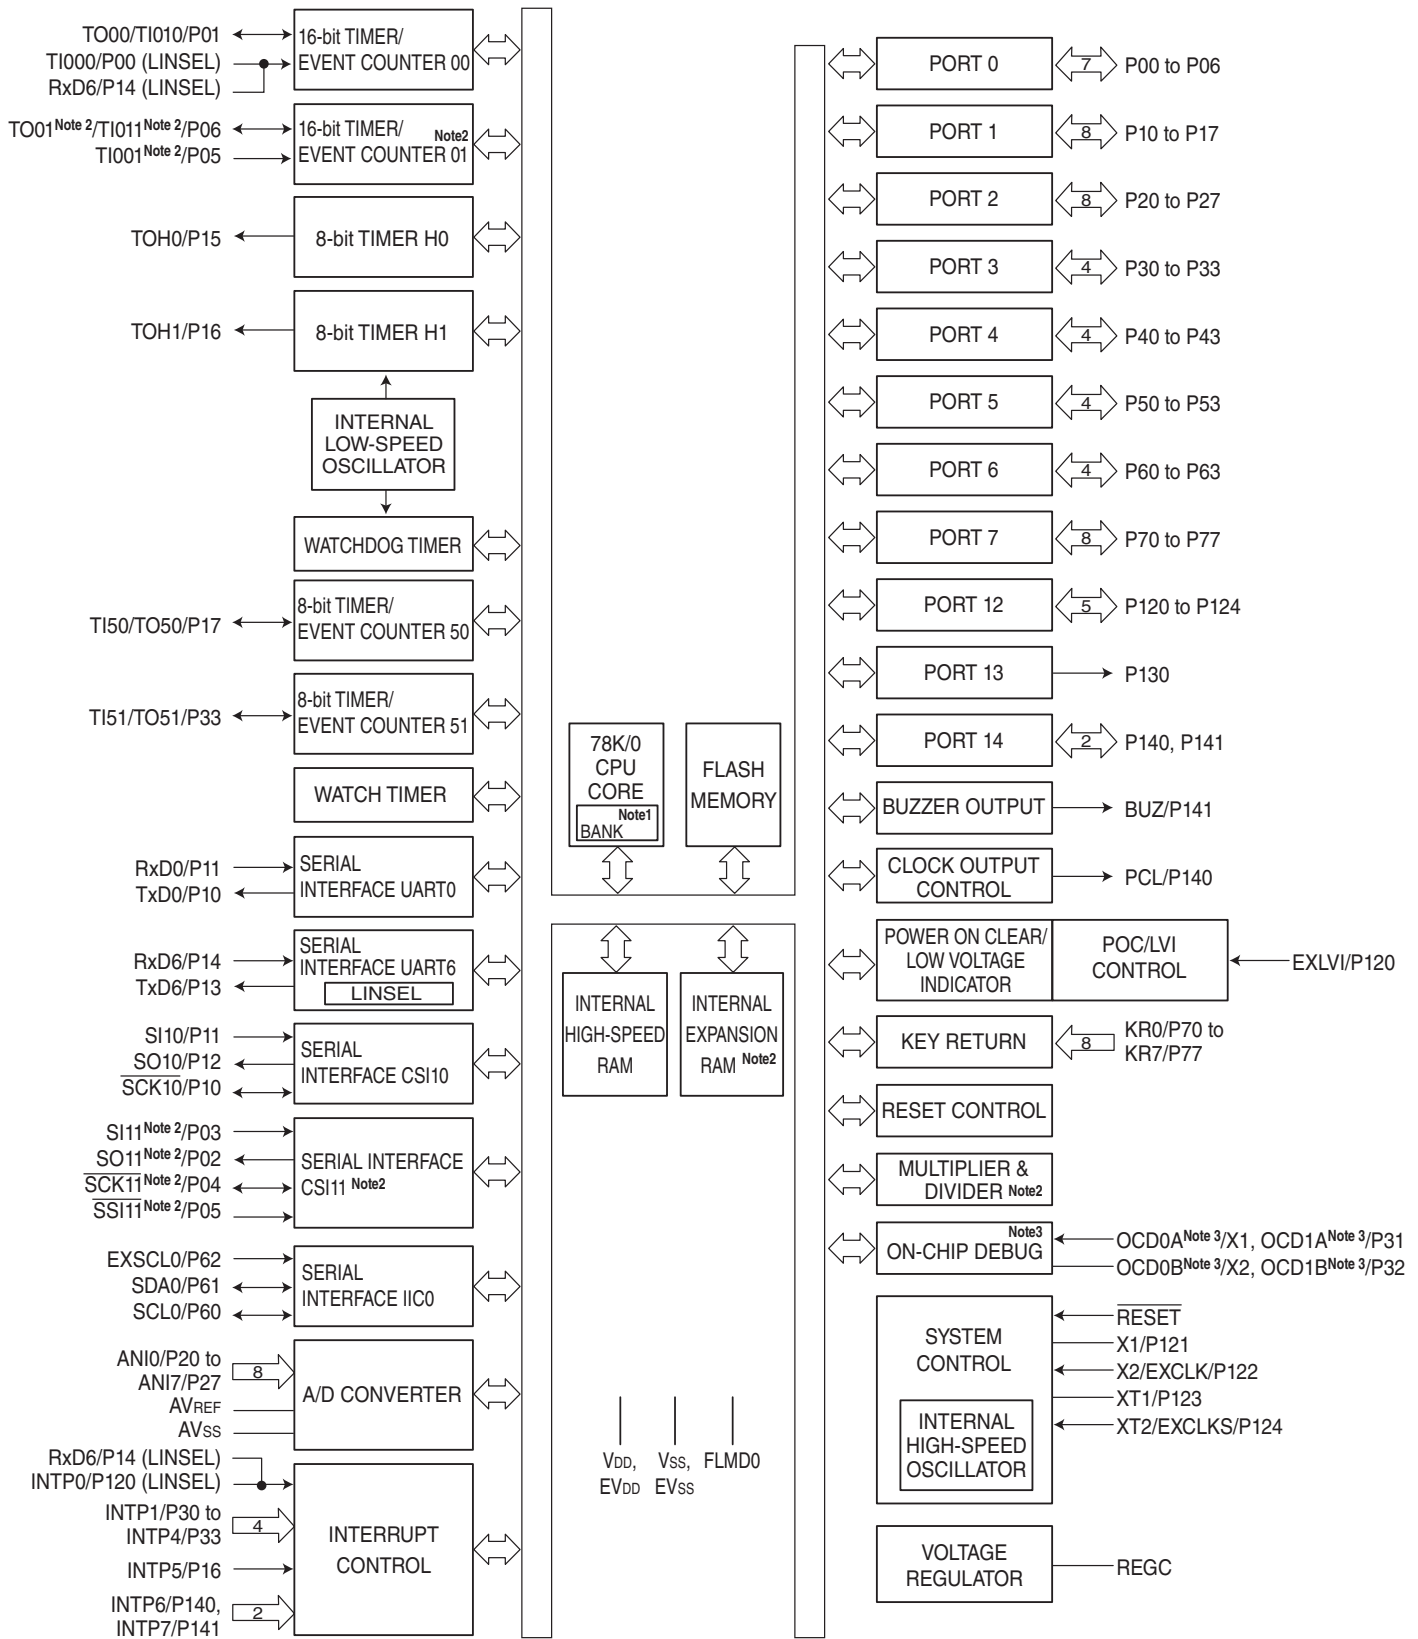 TO00/TI010/P01
TI000/P00 (LINSEL)
RxD6/P14 (LINSEL)
16-bit TIMER/
EVENT COUNTER 00
TO01Note 2/TI011Note 2/P06
TI001Note 2/P05
16-bit TIMER/
EVENT COUNTER 01 Note2
TOH0/P15
8-bit TIMER H0
TOH1/P16
8-bit TIMER H1
INTERNAL
LOW-SPEED
OSCILLATOR
WATCHDOG TIMER
TI50/TO50/P17
8-bit TIMER/
EVENT COUNTER 50
TI51/TO51/P33
8-bit TIMER/
EVENT COUNTER 51
WATCH TIMER
RxD0/P11
TxD0/P10
SERIAL
INTERFACE UART0
RxD6/P14
TxD6/P13
SERIAL
INTERFACE UART6
LINSEL
SI10/P11
SO10/P12
SCK10/P10
SERIAL
INTERFACE CSI10
SI11Note 2/P03
SO11Note 2/P02
SCK11Note 2/P04
SSI11Note 2/P05
SERIAL INTERFACE
CSI11 Note2
EXSCL0/P62
SDA0/P61
SCL0/P60
SERIAL
INTERFACE IIC0
ANI0/P20 to
ANI7/P27
8
AVREF
AVSS
A/D CONVERTER
RxD6/P14 (LINSEL)
INTP0/P120 (LINSEL)
INTP1/P30 to
INTP4/P33
4
INTP5/P16
INTP6/P140,
INTP7/P141
2
INTERRUPT
CONTROL
78K/0
CPU
CORE
Note1
BANK
FLASH
MEMORY
INTERNAL
HIGH-SPEED
RAM
INTERNAL
EXPANSION
RAM Note2
VDD,
EVDD
VSS,
EVSS
FLMD0
PORT 0
7
P00 to P06
PORT 1
8
P10 to P17
PORT 2
8
P20 to P27
PORT 3
4
P30 to P33
PORT 4
4
P40 to P43
PORT 5
4
P50 to P53
PORT 6
4
P60 to P63
PORT 7
8
P70 to P77
PORT 12
5
P120 to P124
PORT 13
P130
PORT 14
2
P140, P141
BUZZER OUTPUT
BUZ/P141
CLOCK OUTPUT
CONTROL
PCL/P140
POWER ON CLEAR/
LOW VOLTAGE
INDICATOR
POC/LVI
CONTROL
EXLVI/P120
KEY RETURN
8
KR0/P70 to
KR7/P77
RESET CONTROL
MULTIPLIER &
DIVIDER Note2
Note3
ON-CHIP DEBUG
OCD0ANote 3/X1, OCD1ANote 3/P31
OCD0BNote 3/X2, OCD1BNote 3/P32
SYSTEM
CONTROL
INTERNAL
HIGH-SPEED
OSCILLATOR
RESET
X1/P121
X2/EXCLK/P122
XT1/P123
XT2/EXCLKS/P124
VOLTAGE
REGULATOR
REGC